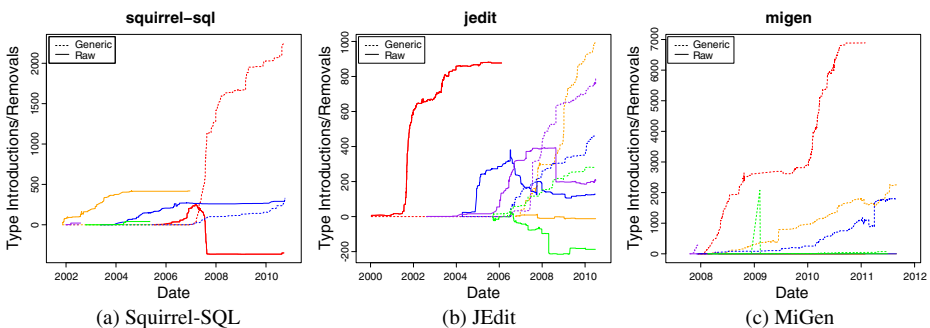 squirrel-sql
Generic
Raw
Type Introductions/Removals
0 500 1000 1500 2000
2002 2004 2006 2008 2010
Date
(a) Squirrel-SQL
jedit
Generic
Raw
Type Introductions/Removals
-200 0 200 400 600 800 1000
2000 2002 2004 2006 2008 2010
Date
(b) JEdit
migen
Generic
Raw
Type Introductions/Removals
0 1000 2000 3000 4000 5000 6000 7000
2008 2009 2010 2011 2012
Date
(c) MiGen